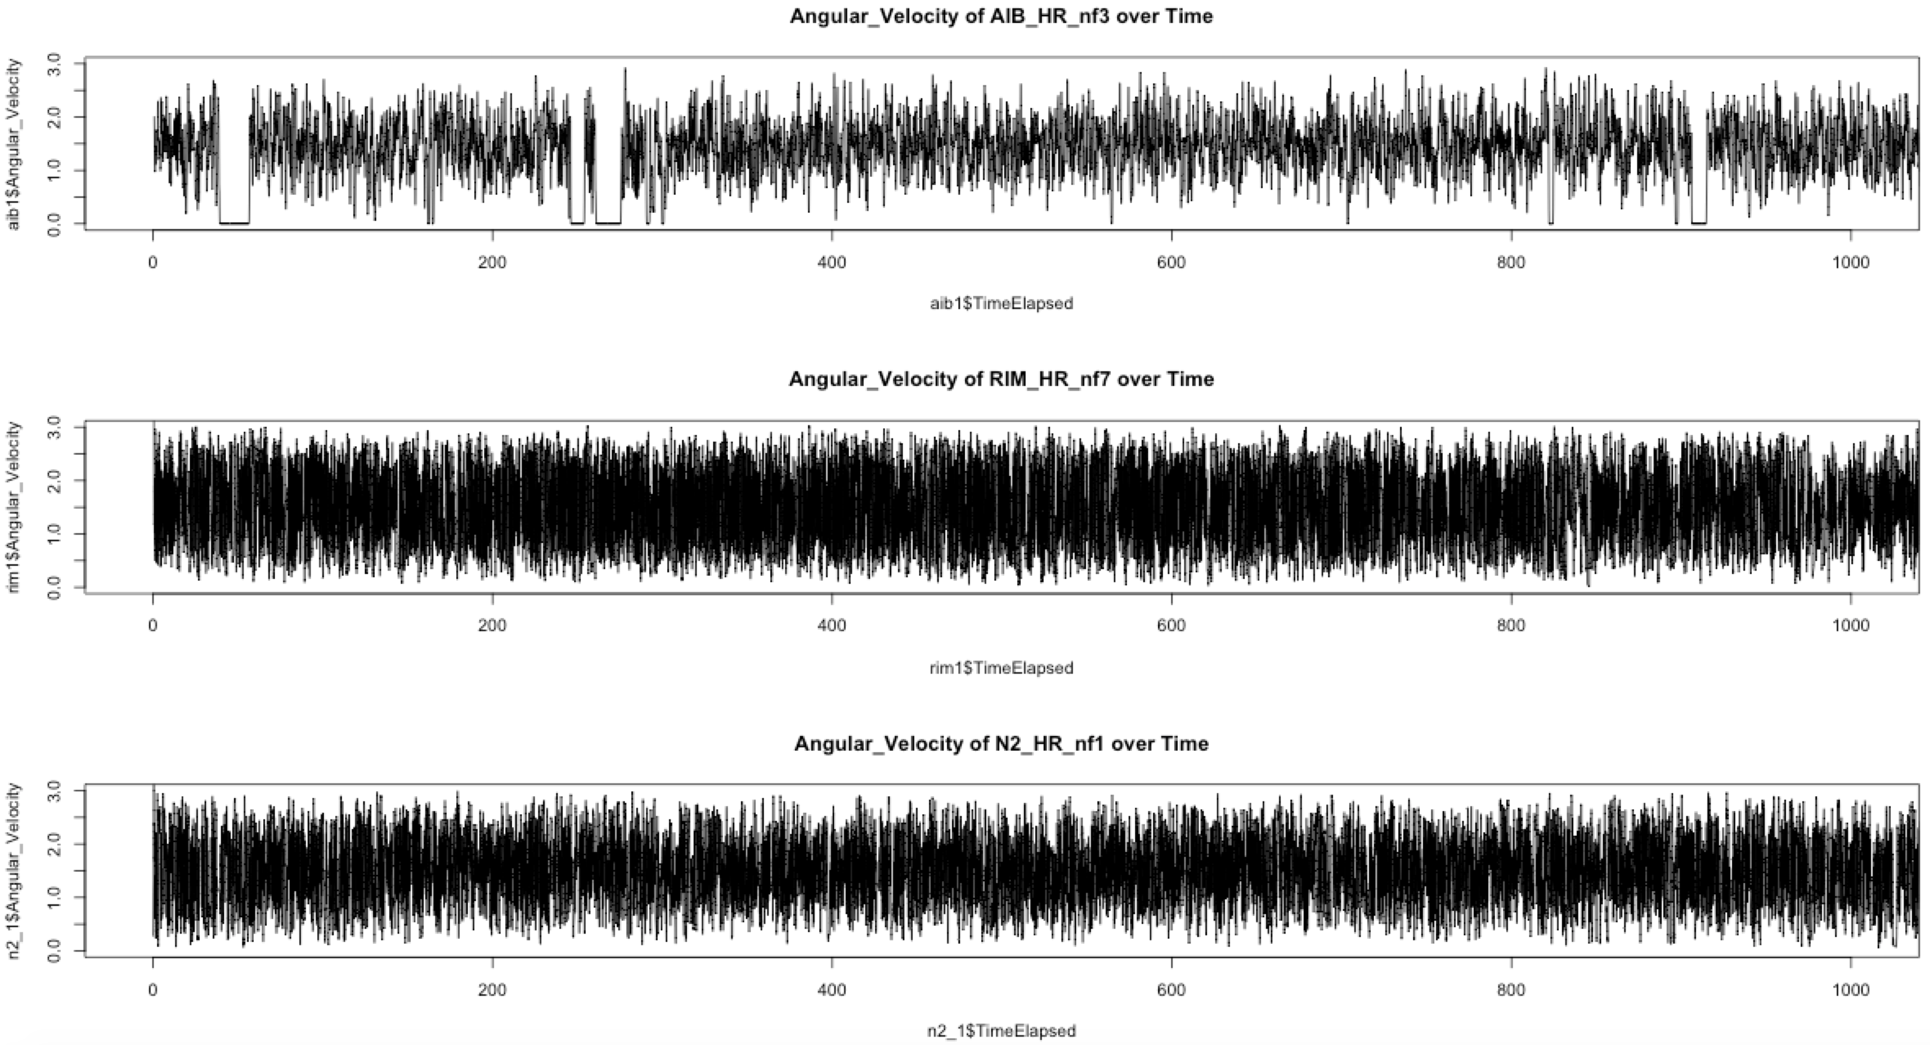 Angular_Velocity of AIB_HR_nf3 over Time
aib1$Angular_Velocity
3.0
2.0
1.0
0.0
0 200 400 600 800 1000
aib1$TimeElapsed
Angular_Velocity of RIM_HR_nf7 over Time
rim1$Angular_Velocity
3.0
2.0
1.0
0.0
0 200 400 600 800 1000
rim1$TimeElapsed
Angular_Velocity of N2_HR_nf1 over Time
n2_1$Angular_Velocity
3.0
2.0
1.0
0.0
0 200 400 600 800 1000
n2_1$TimeElapsed